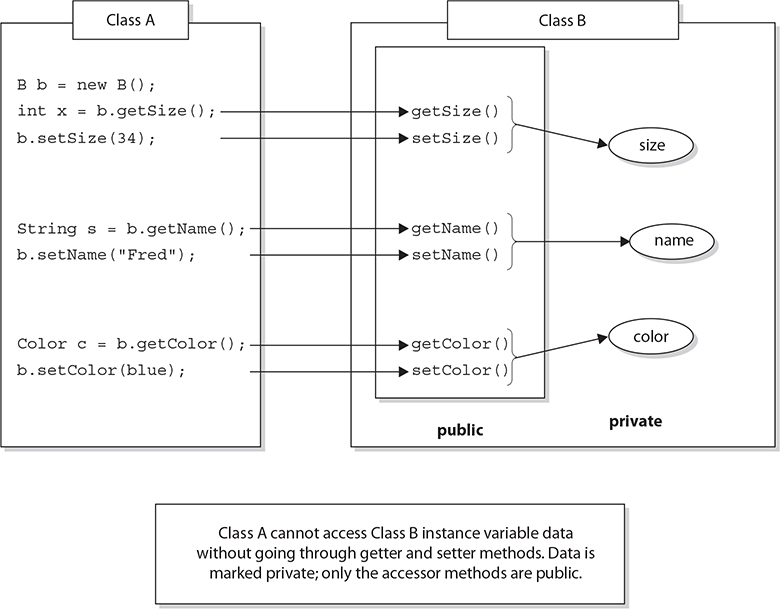 Class A
Class B
B b = new B();
int x = b.getSize();
getSize()
b.setSize(34);
setSize()
size
String s = b.getName();
getName()
name
b.setName("Fred");
setName()
Color c = b.getColor();
getColor()
color
b.setColor(blue);
setColor()
public
private
Class A cannot access Class B instance variable data
without going through getter and setter methods. Data is
marked private; only the accessor methods are public.